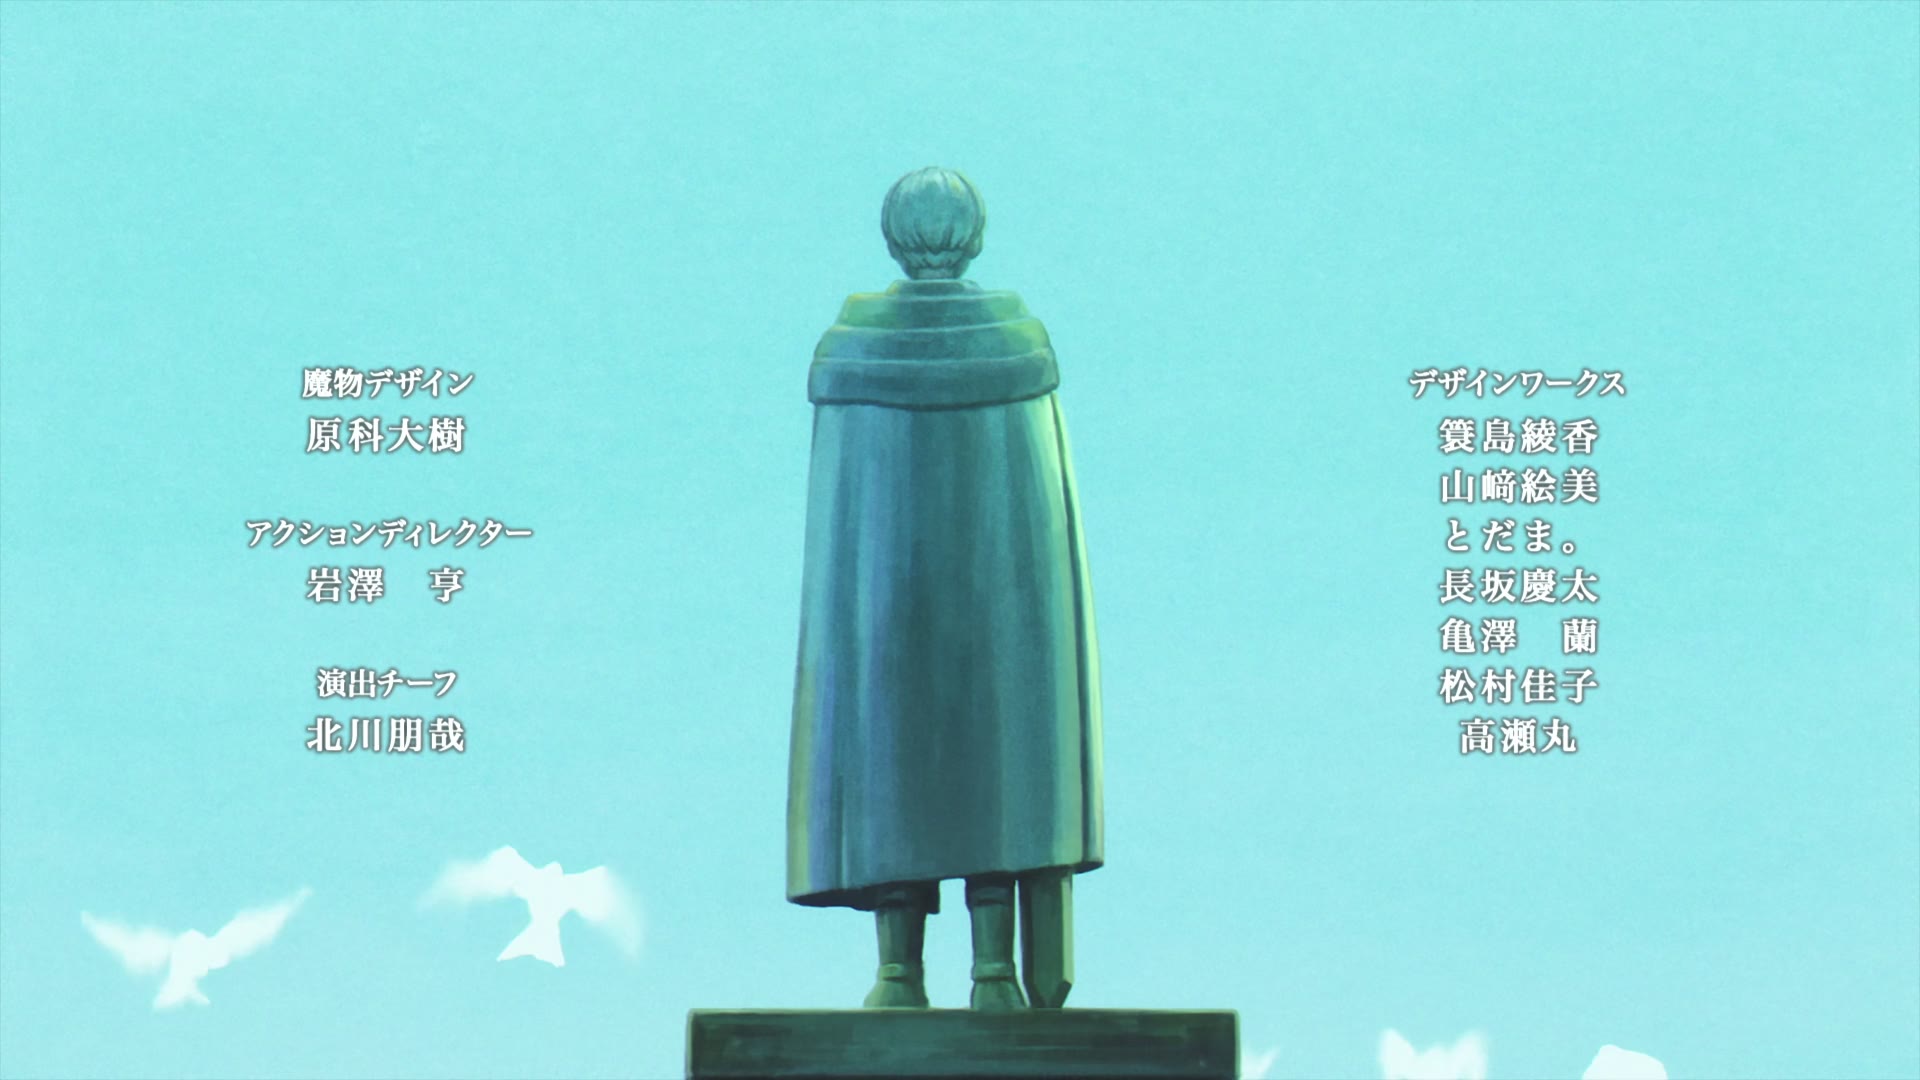 魔物デザイン
原科大樹
アクションディレクター
岩澤　亨
演出チーフ
北川朋哉
デザインワークス
簑島綾香
山﨑絵美
とだま。
長坂慶太
亀澤　蘭
松村佳子
高瀬丸